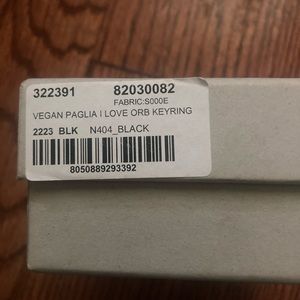 322391 82030082
FABRIC:S000E
VEGAN PAGLIA I LOVE ORB KEYRING
2223 BLK N404_BLACK
8050889293392